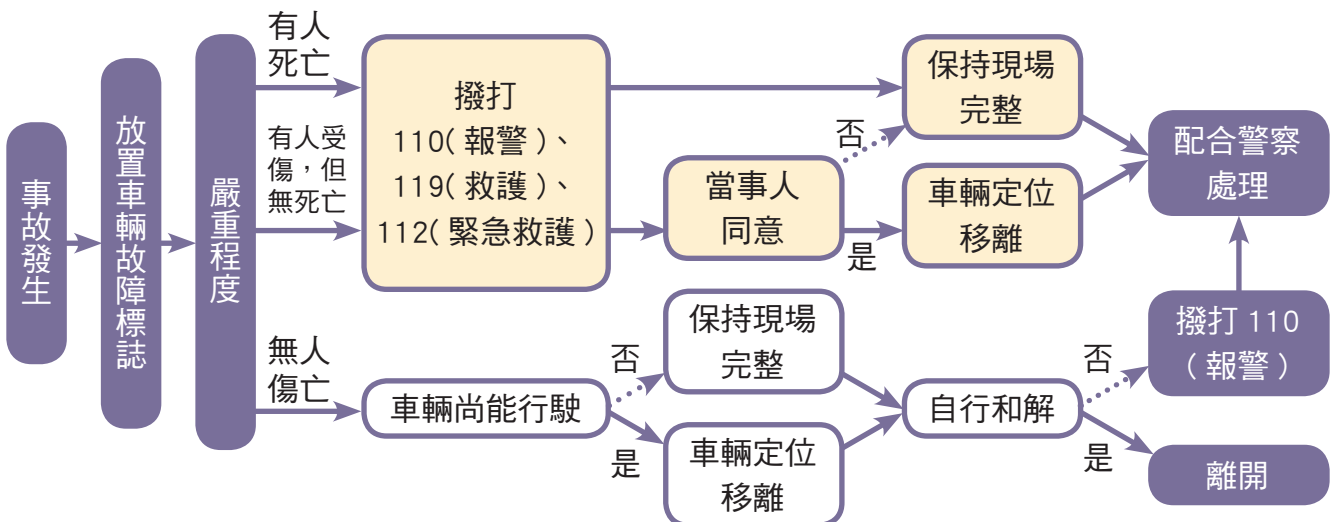 事故發生
放置車輛故障標誌
嚴重程度
有人
死亡
有人受
傷，但
無死亡
撥打
110( 報警 )、
119( 救護 )、
112( 緊急救護 )
當事人
同意
否
是
保持現場
完整
車輛定位
移離
配合警察
處理
無人
傷亡
車輛尚能行駛
否
是
保持現場
完整
車輛定位
移離
自行和解
否
是
撥打 110
( 報警 )
離開